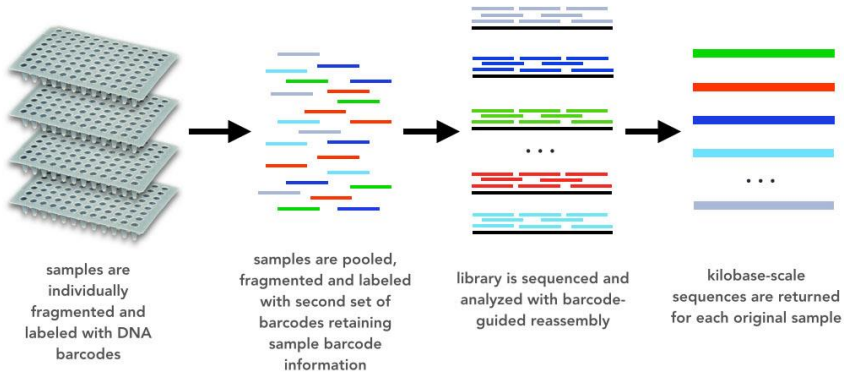 samples are
individually
fragmented and
labeled with DNA
barcodes
samples are pooled,
fragmented and labeled
with second set of
barcodes retaining
sample barcode
information
library is sequenced and
analyzed with barcode-
guided reassembly
kilobase-scale
sequences are returned
for each original sample